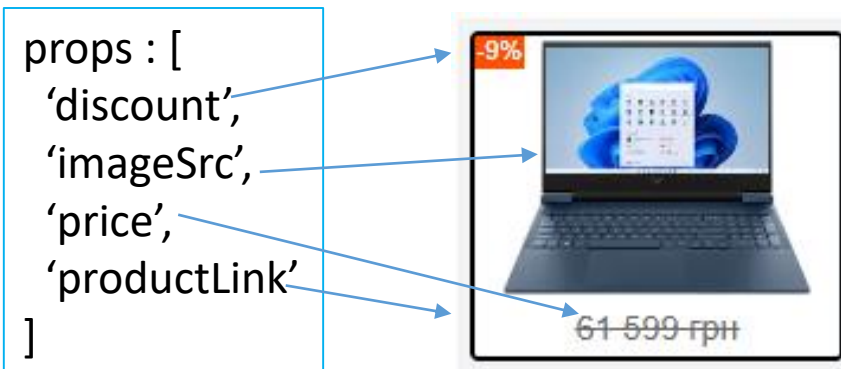 props : [
‘discount’,
‘imageSrc’,
‘price’,
‘productLink’
]
-9%
61 599 грн